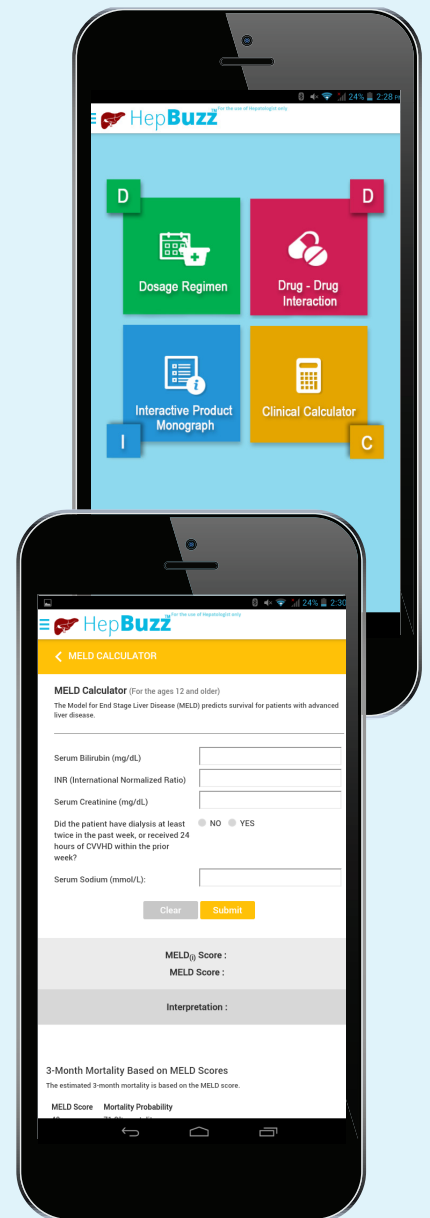 24% 2:28 PM
HepBuzz™ For the use of Hepatologist only
D
D
Dosage Regimen
Drug - Drug
Interaction
Interactive Product
Monograph
Clinical Calculator
I
C
24% 2:30
HepBuzz™ For the use of Hepatologist only
MELD CALCULATOR
MELD Calculator (For the ages 12 and older)
The Model for End Stage Liver Disease (MELD) predicts survival for patients with advanced
liver disease.
Serum Bilirubin (mg/dL)
INR (International Normalized Ratio)
Serum Creatinine (mg/dL)
Did the patient have dialysis at least
twice in the past week, or received 24
hours of CVVHD within the prior
week?
NO YES
Serum Sodium (mmol/L):
Clear Submit
MELD(i) Score :
MELD Score :
Interpretation :
3-Month Mortality Based on MELD Scores
The estimated 3-month mortality is based on the MELD score.
MELD Score Mortality Probability